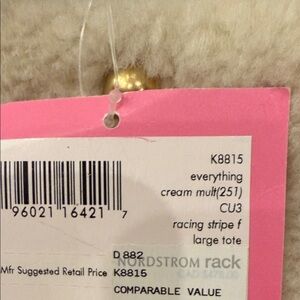 K8815
everything
cream mult(251)
CU3
racing stripe f
large tote
96021 16421 7
D882
NORDSTROM rack
Mfr Suggested Retail Price K8815
COMPARABLE VALUE